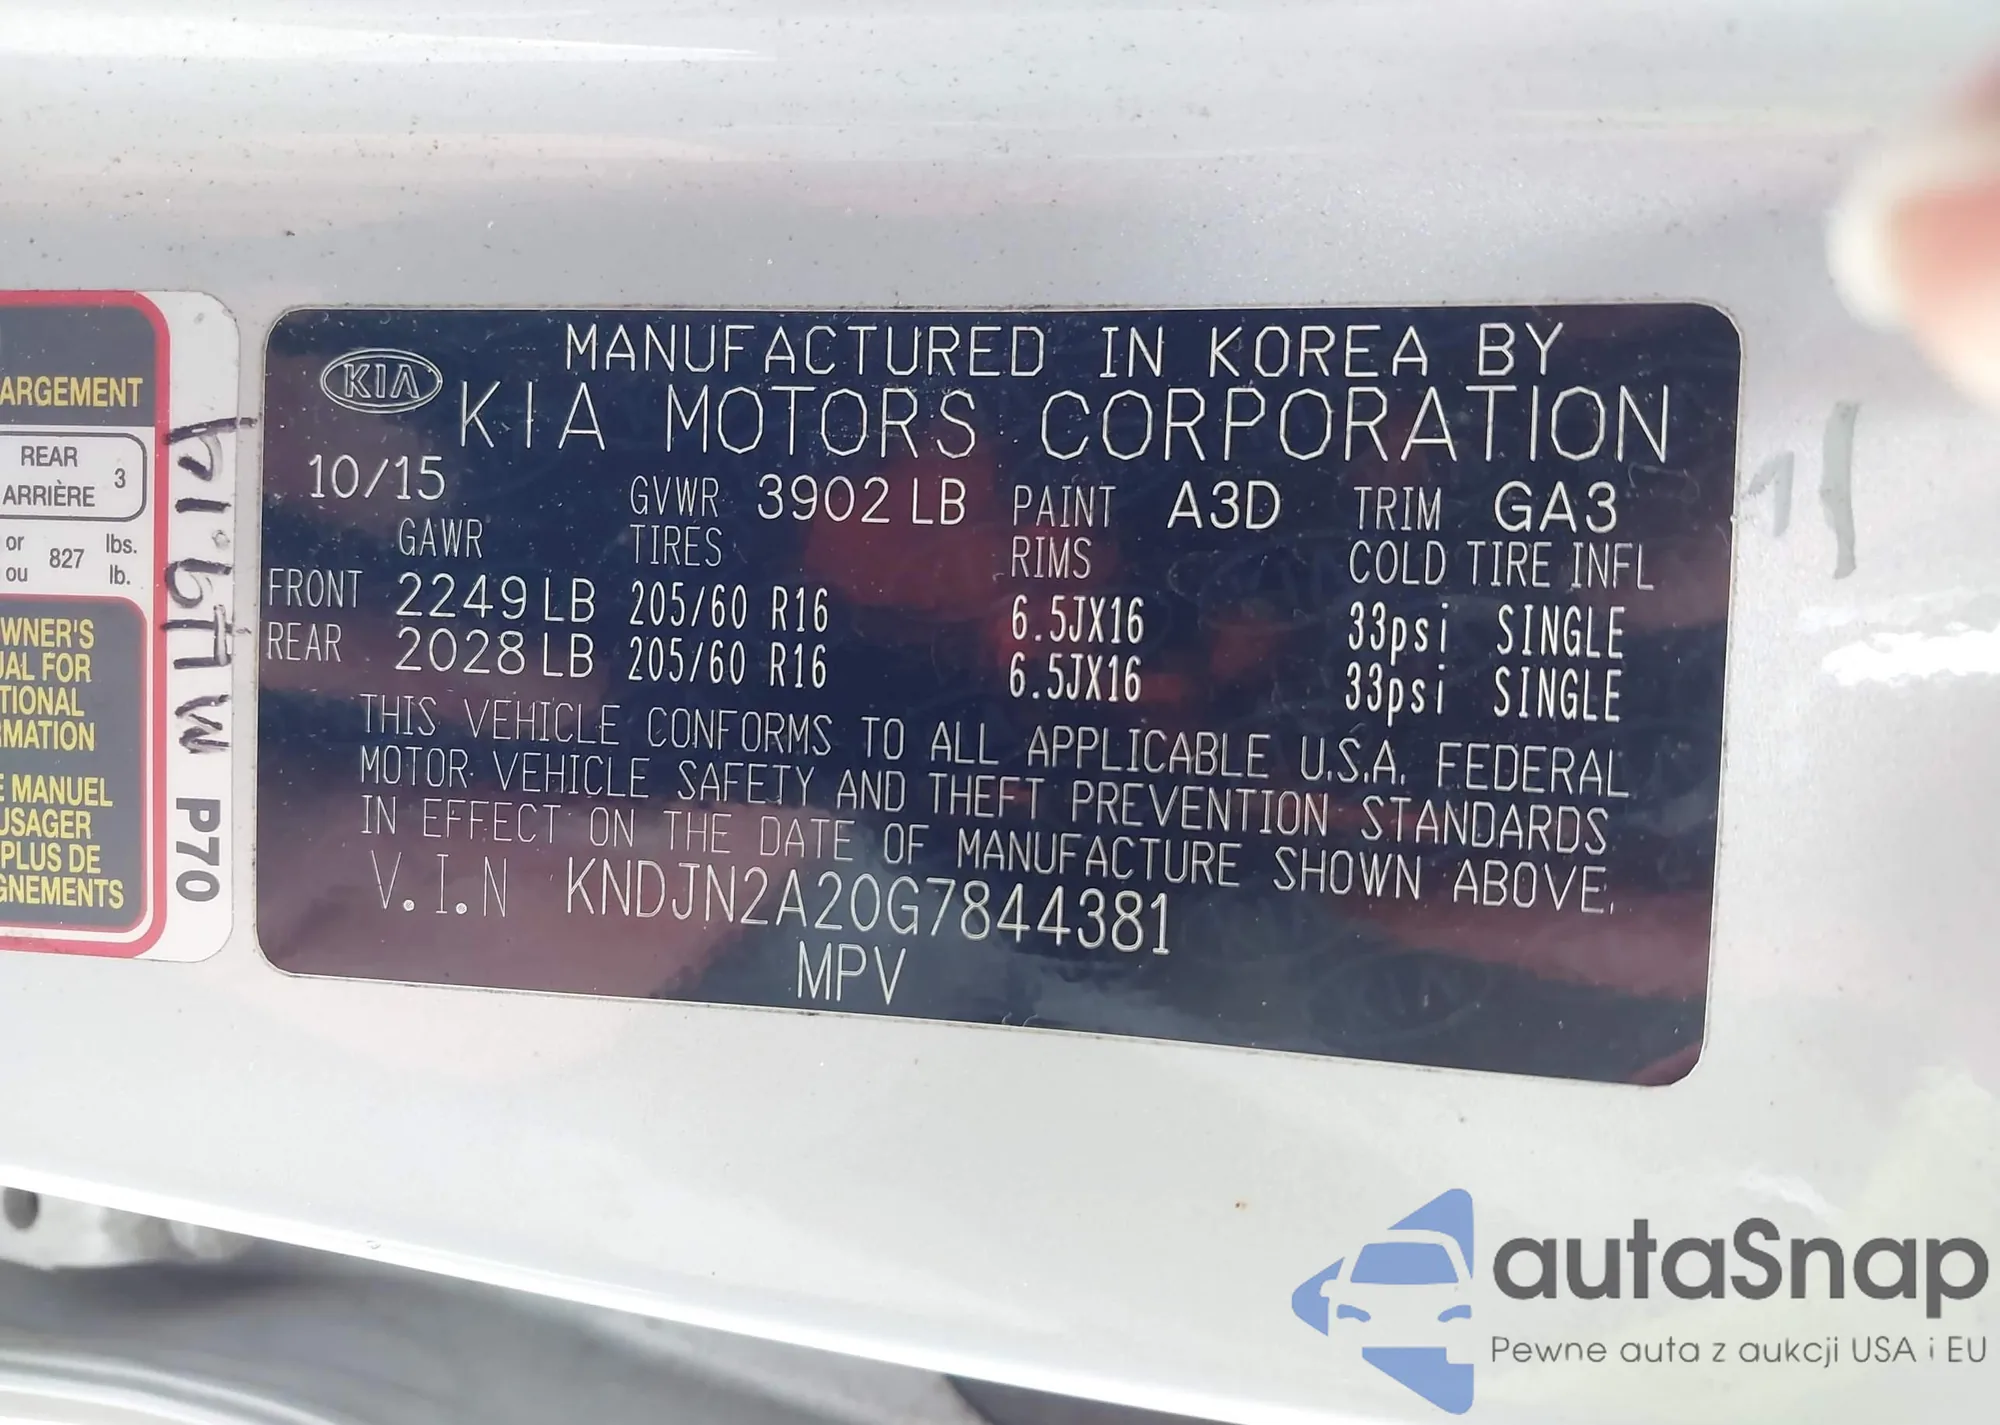 ARGEMENT
REAR
ARRIÈRE
3
or
ou
827
lbs.
lb.
WNER'S
UAL FOR
TIONAL
RMATION
E MANUEL
USAGER
PLUS DE
GNEMENTS
P70
KIA
MANUFACTURED IN KOREA BY
KIA MOTORS CORPORATION
10/15 GVWR 3902 LB PAINT A3D TRIM GA3
GAWR TIRES RIMS COLD TIRE INFL
FRONT 2249 LB 205/60 R16 6.5JX16 33psi SINGLE
REAR 2028 LB 205/60 R16 6.5JX16 33psi SINGLE
THIS VEHICLE CONFORMS TO ALL APPLICABLE U.S.A. FEDERAL
MOTOR VEHICLE SAFETY AND THEFT PREVENTION STANDARDS
IN EFFECT ON THE DATE OF MANUFACTURE SHOWN ABOVE.
V.I.N KNDJN2A20G7844381
MPV
autaSnap
Pewne auta z aukcji USA i EU